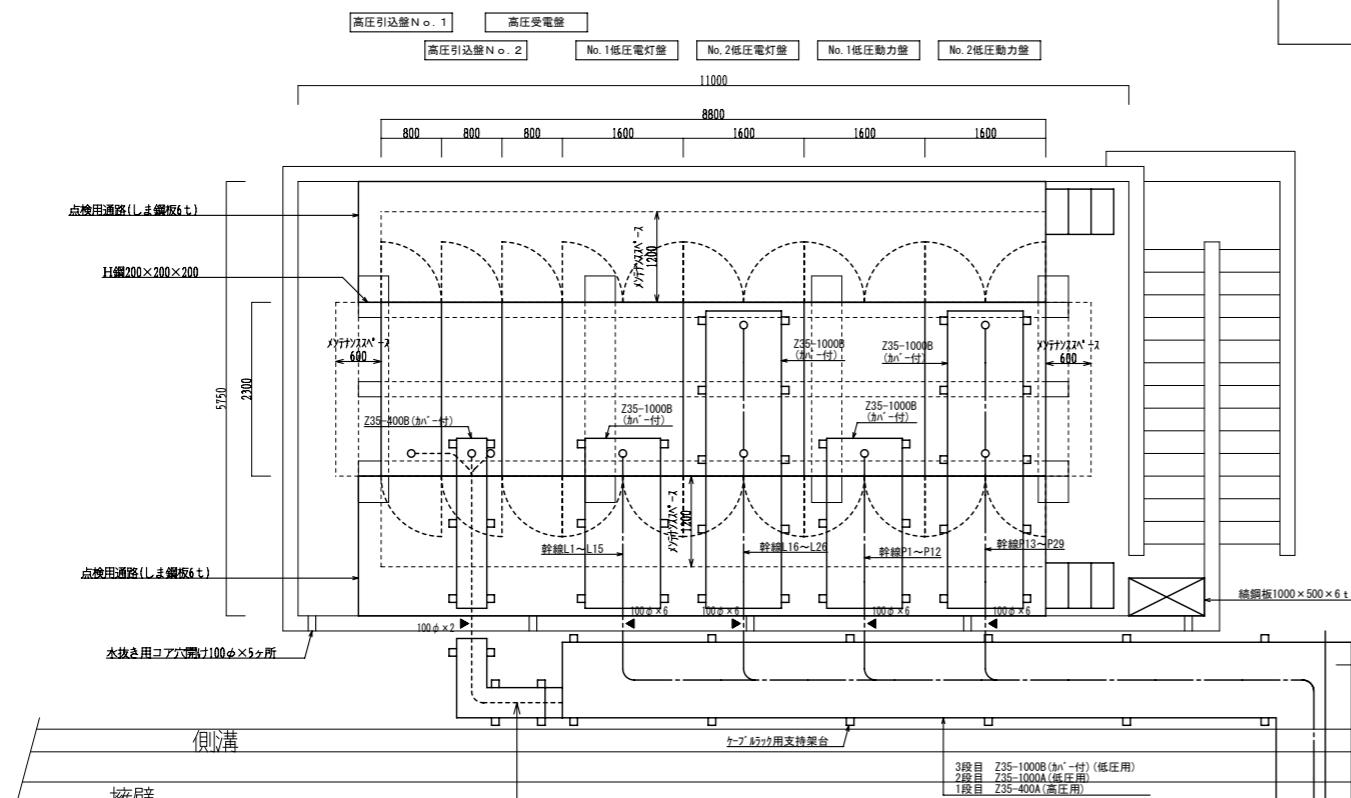 高圧引込盤Ｎｏ．１
高圧受電盤
高圧引込盤Ｎｏ．２
No.1低圧電灯盤
No.2低圧電灯盤
No.1低圧動力盤
No.2低圧動力盤
11000
8800
800
800
800
1600
1600
1600
1600
点検用通路(しま鋼板6ｔ)
ﾒﾝﾃﾅﾝｽｽﾍﾟｰｽ
1200
H鋼200×200×200
ﾒﾝﾃﾅﾝｽｽﾍﾟｰｽ
600
Z35-1000B
(ｶﾊﾞｰ付)
Z35-1000B
(ｶﾊﾞｰ付)
ﾒﾝﾃﾅﾝｽｽﾍﾟｰｽ
600
5750
2300
Z35-400B(ｶﾊﾞｰ付)
Z35-1000B
(ｶﾊﾞｰ付)
Z35-1000B
(ｶﾊﾞｰ付)
ﾒﾝﾃﾅﾝｽｽﾍﾟｰｽ
1200
幹線L1～L15
幹線L16～L26
幹線P1～P12
幹線P13～P29
点検用通路(しま鋼板6ｔ)
縞鋼板1000×500×6ｔ
100φ×2
100φ×6
100φ×6
100φ×6
100φ×6
水抜き用コア穴開け100φ×5ヶ所
側溝
ｹｰﾌﾞﾙﾗｯｸ用支持架台
3段目 Z35-1000B(ｶﾊﾞｰ付)(低圧用)
2段目 Z35-1000A(低圧用)
1段目 Z35-400A(高圧用)
擁壁